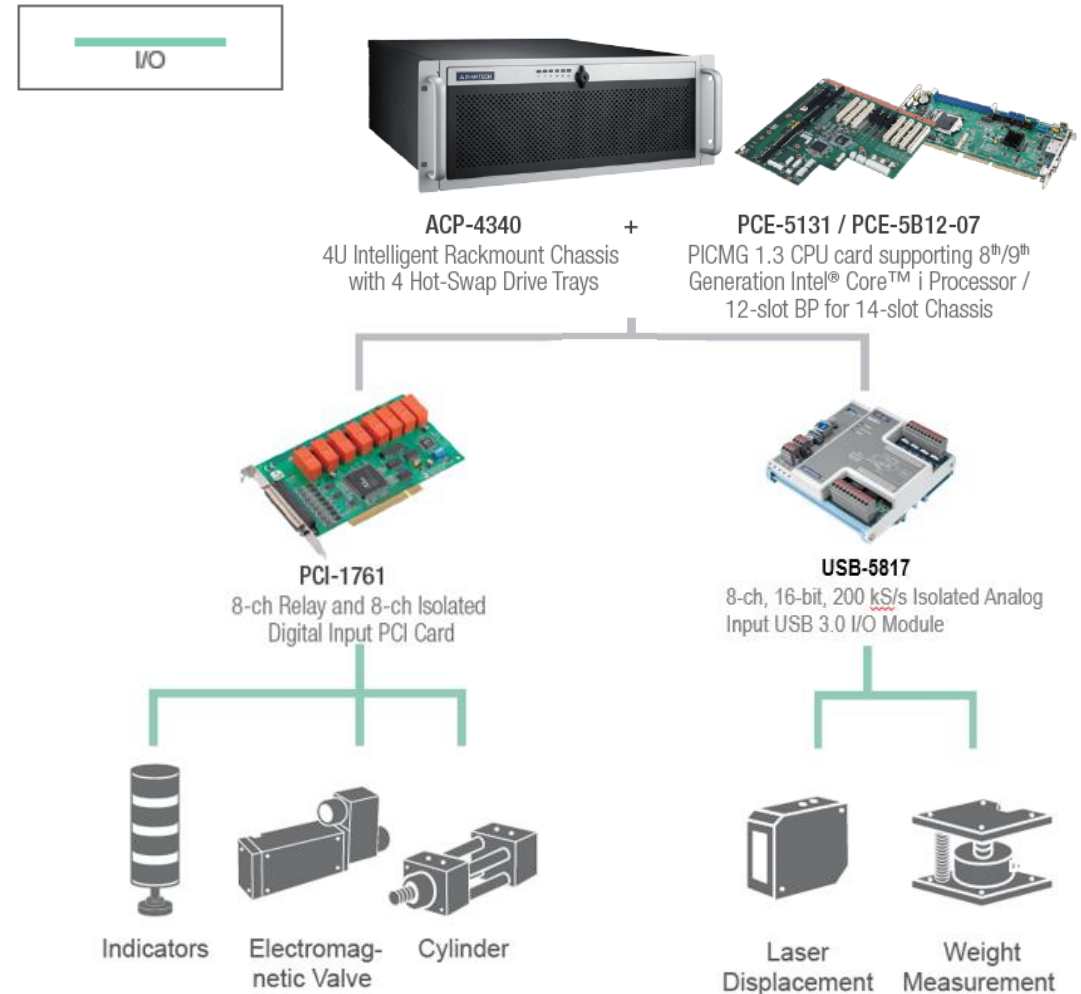 I/O
ADVANTECH
ACP-4340
4U Intelligent Rackmount Chassis
with 4 Hot-Swap Drive Trays
+
PCE-5131 / PCE-5B12-07
PICMG 1.3 CPU card supporting 8th/9th
Generation Intel® Core™ i Processor /
12-slot BP for 14-slot Chassis
PCI-1761
8-ch Relay and 8-ch Isolated
Digital Input PCI Card
USB-5817
8-ch, 16-bit, 200 kS/s Isolated Analog
Input USB 3.0 I/O Module
Indicators
Electromag-
netic Valve
Cylinder
Laser
Displacement
Weight
Measurement